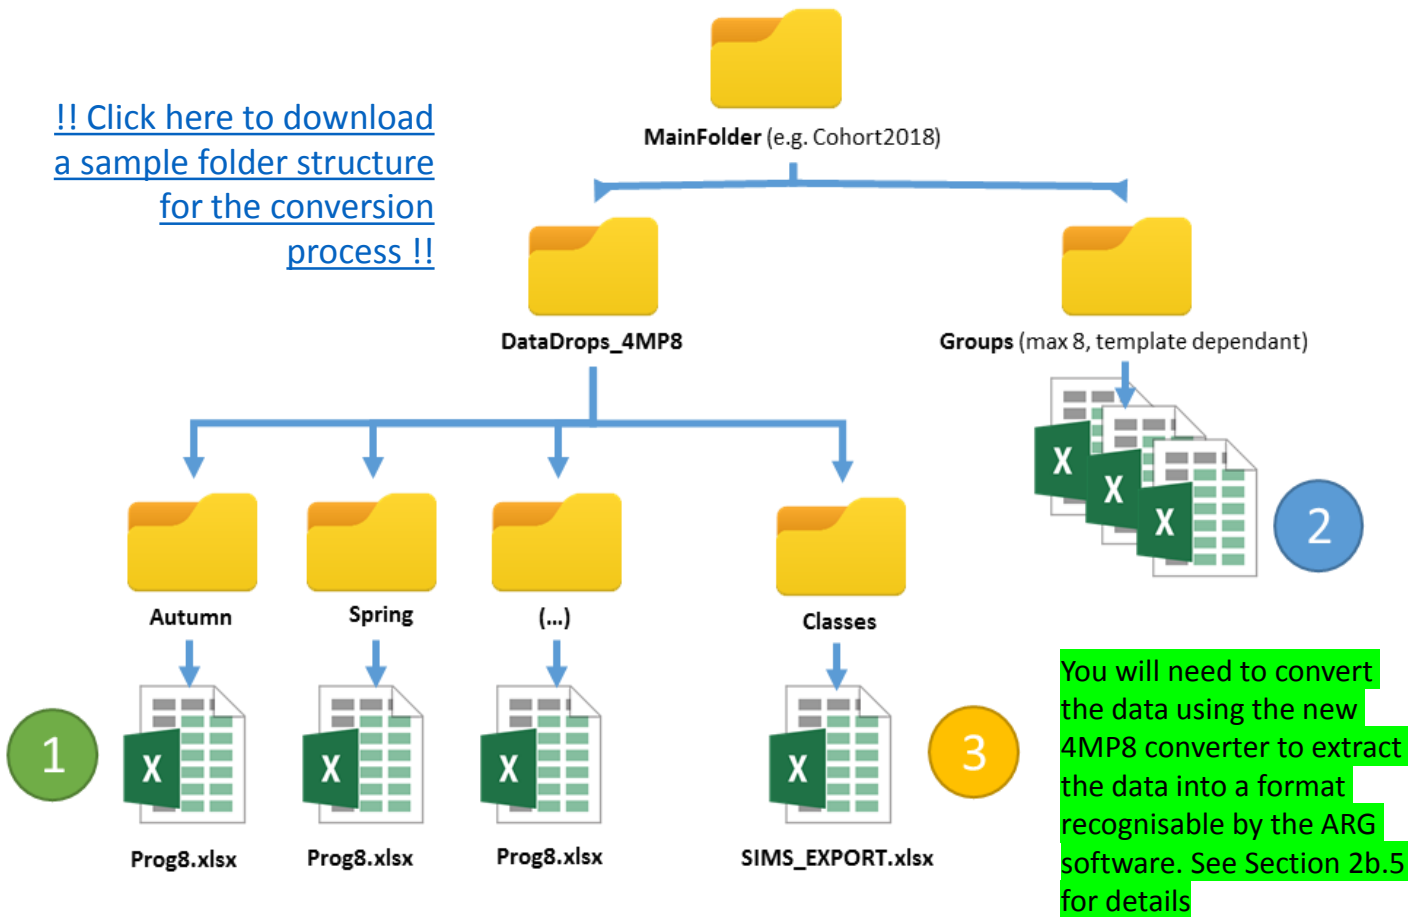 !! Click here to download
a sample folder structure
for the conversion
process !!
MainFolder (e.g. Cohort2018)
DataDrops_4MP8
Groups (max 8, template dependant)
X
X
X
2
Autumn
Spring
(...)
Classes
1
X
X
X
X
3
Prog8.xlsx
Prog8.xlsx
Prog8.xlsx
SIMS_EXPORT.xlsx
You will need to convert
the data using the new
4MP8 converter to extract
the data into a format
recognisable by the ARG
software. See Section 2b.5
for details